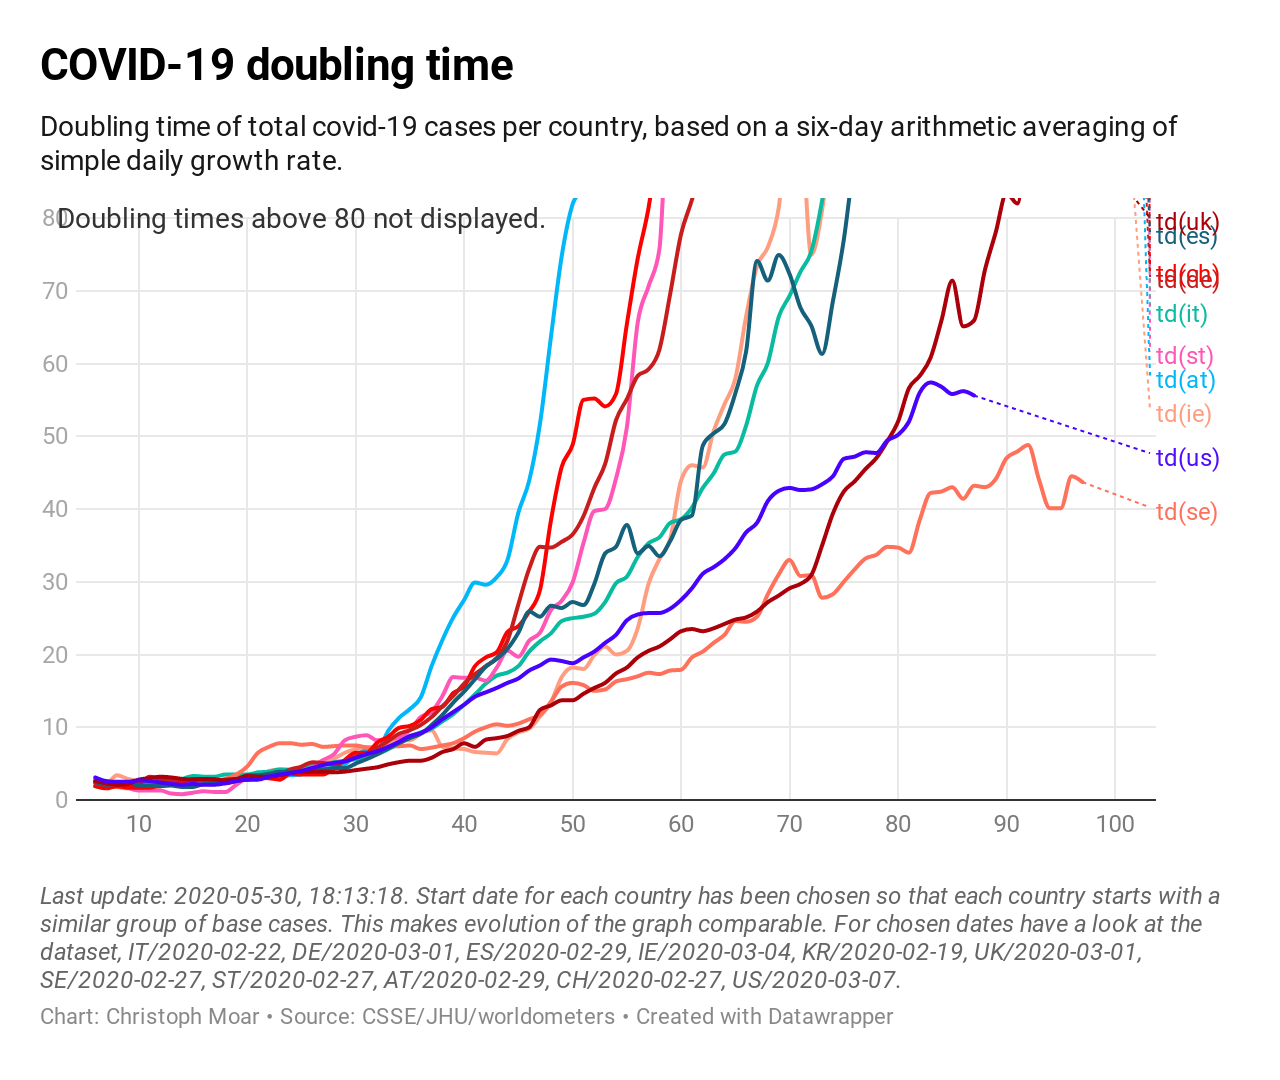 COVID-19 doubling time
Doubling time of total covid-19 cases per country, based on a six-day arithmetic averaging of
simple daily growth rate.
80
Doubling times above 80 not displayed.
td(uk)
td(es)
70
td(ch)
td(de)
td(it)
60
td(st)
td(at)
td(ie)
50
td(us)
40
td(se)
30
20
10
0
10 20 30 40 50 60 70 80 90 100
Last update: 2020-05-30, 18:13:18. Start date for each country has been chosen so that each country starts with a
similar group of base cases. This makes evolution of the graph comparable. For chosen dates have a look at the
dataset, IT/2020-02-22, DE/2020-03-01, ES/2020-02-29, IE/2020-03-04, KR/2020-02-19, UK/2020-03-01,
SE/2020-02-27, ST/2020-02-27, AT/2020-02-29, CH/2020-02-27, US/2020-03-07.
Chart: Christoph Moar • Source: CSSE/JHU/worldometers • Created with Datawrapper